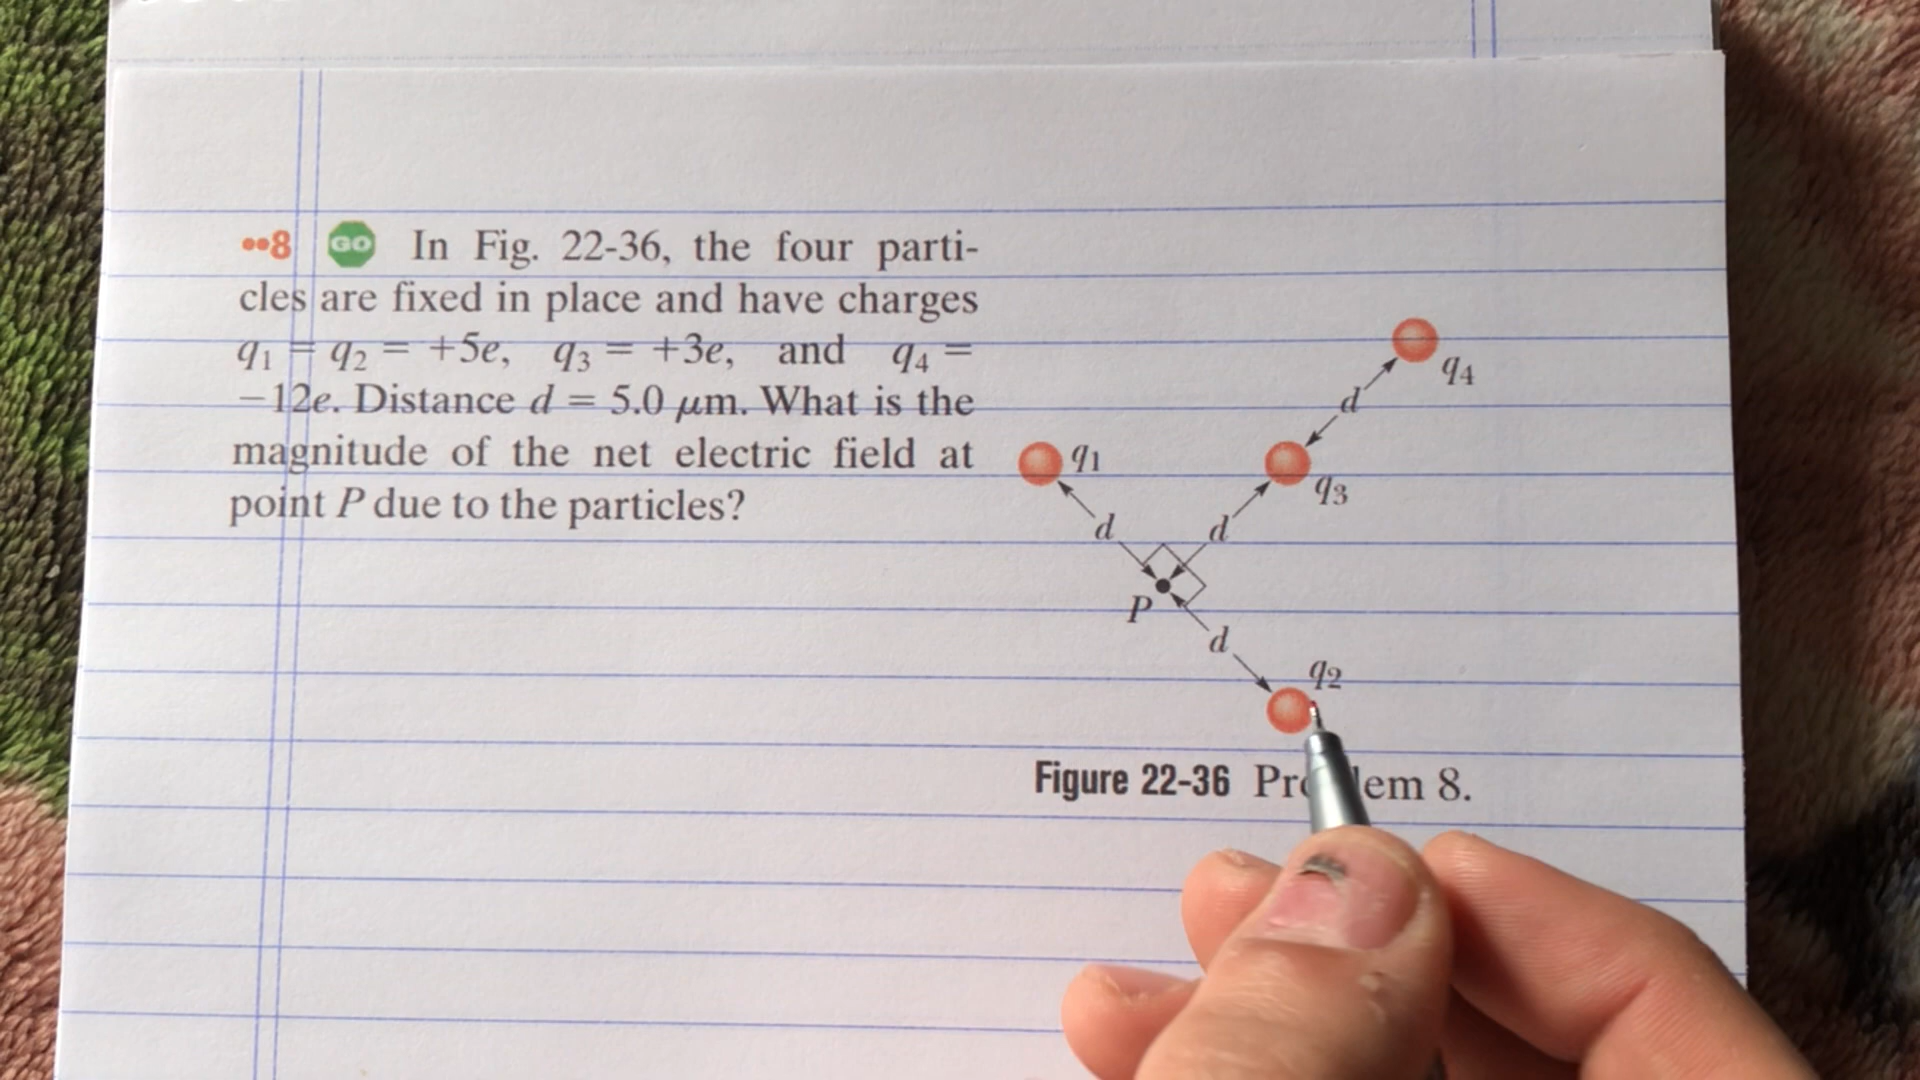 ••8 GO In Fig. 22-36, the four parti-
cles are fixed in place and have charges
q1 = q2 = +5e, q3 = +3e, and q4 =
−12e. Distance d = 5.0 μm. What is the
magnitude of the net electric field at
point P due to the particles?
q4
d
q1
q3
d
d
P
d
q2
Figure 22-36 Problem 8.